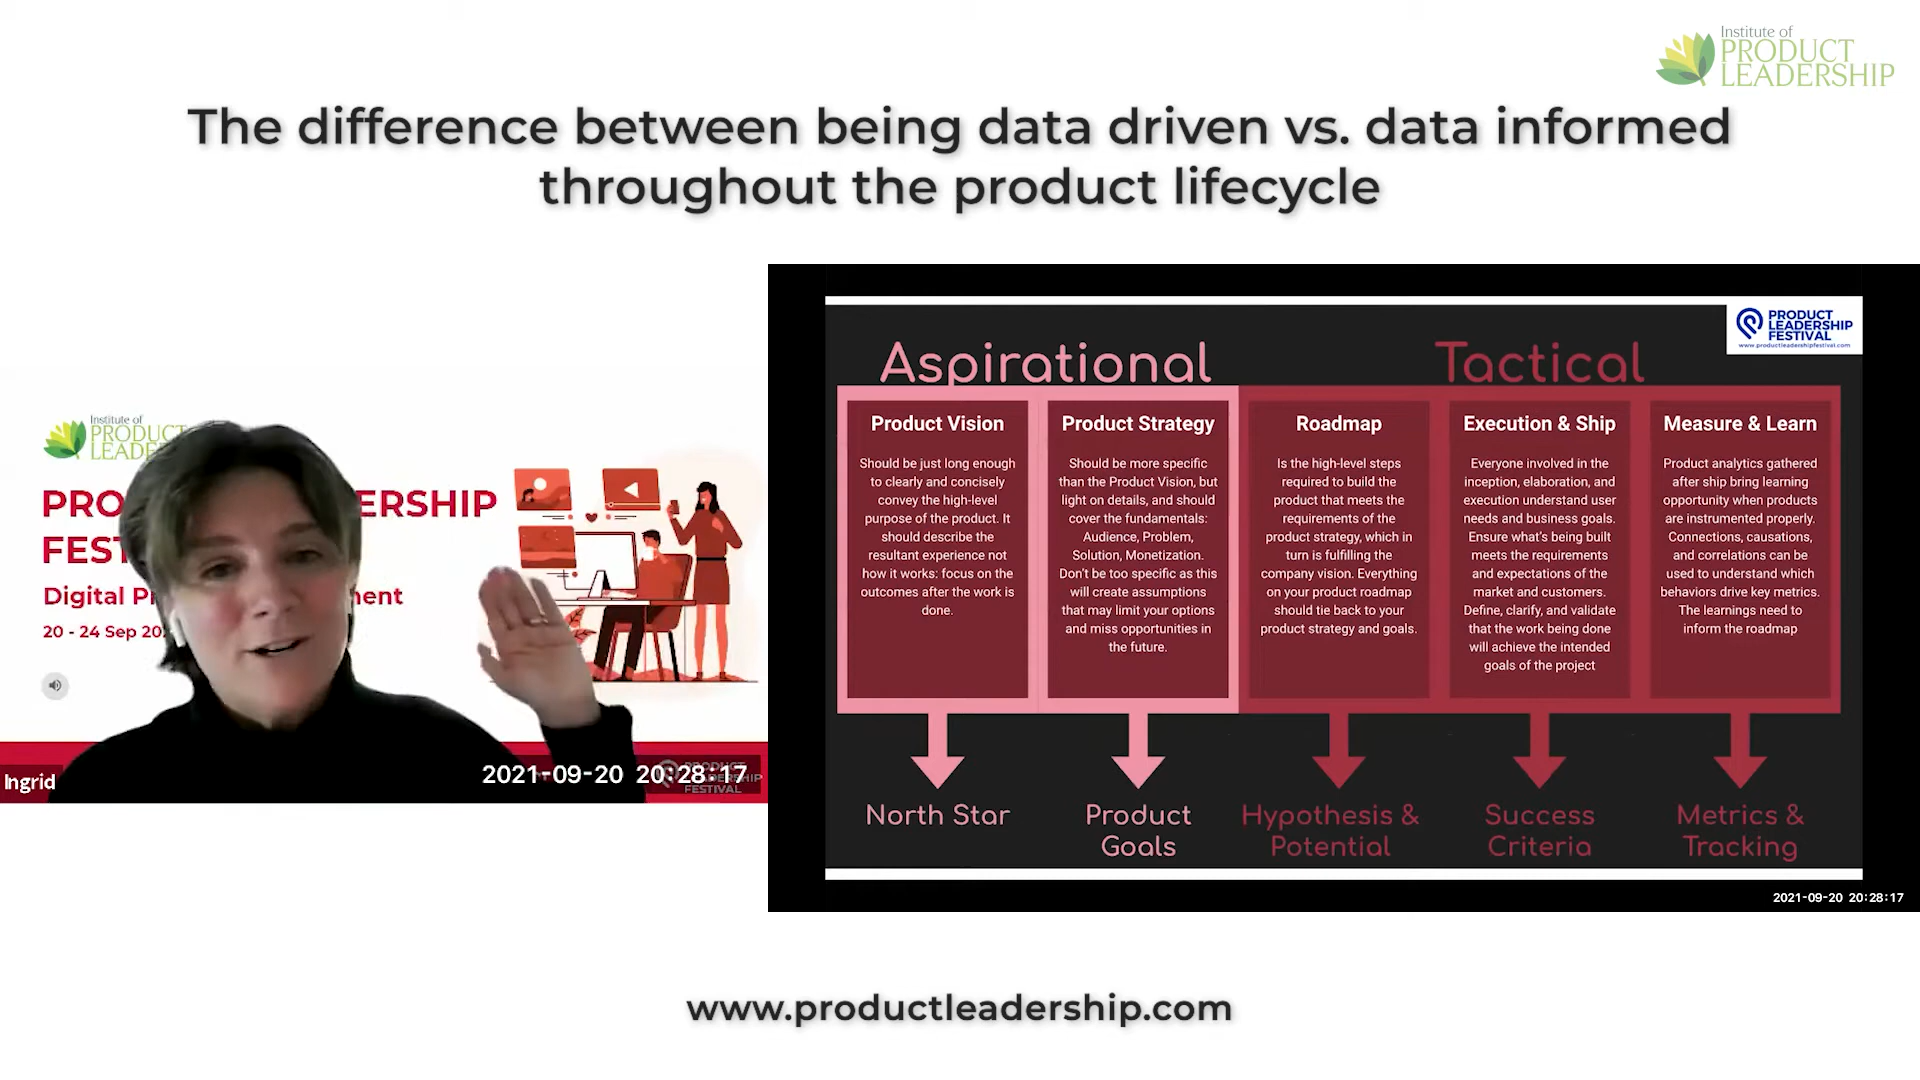 Institute of
PRODUCT
LEADERSHIP
The difference between being data driven vs. data informed
throughout the product lifecycle
Institute of
PRODUCT
PRO
ERSHIP
Digital
20 - 24 Sep
Ingrid
2021-09-20 20:28:17
PRODUCT
LEADERSHIP
FESTIVAL
PRODUCT
LEADERSHIP
FESTIVAL
www.productleadershipfestival.com
Aspirational
Tactical
Product Vision
Should be just long enough
to clearly and concisely
convey the high-level
purpose of the product. It
should describe the
resultant experience not
how it works: focus on the
outcomes after the work is
done.
Product Strategy
Should be more specific
than the Product Vision, but
light on details, and should
cover the fundamentals:
Audience, Problem,
Solution, Monetization.
Don't be too specific as this
will create assumptions
that may limit your options
and miss opportunities in
the future.
Roadmap
Is the high-level steps
required to build the
product that meets the
requirements of the
product strategy, which in
turn is fulfilling the
company vision. Everything
on your product roadmap
should tie back to your
product strategy and goals.
Execution & Ship
Everyone involved in the
inception, elaboration, and
execution understand user
needs and business goals.
Ensure what's being built
meets the requirements
and expectations of the
market and customers.
Define, clarify, and validate
that the work being done
will achieve the intended
goals of the project
Measure & Learn
Product analytics gathered
after ship bring learning
opportunity when products
are instrumented properly.
Connections, causations,
and correlations can be
used to understand which
behaviors drive key metrics.
The learnings need to
inform the roadmap
North Star
Product
Goals
Hypothesis &
Potential
Success
Criteria
Metrics &
Tracking
2021-09-20 20:28:17
www.productleadership.com